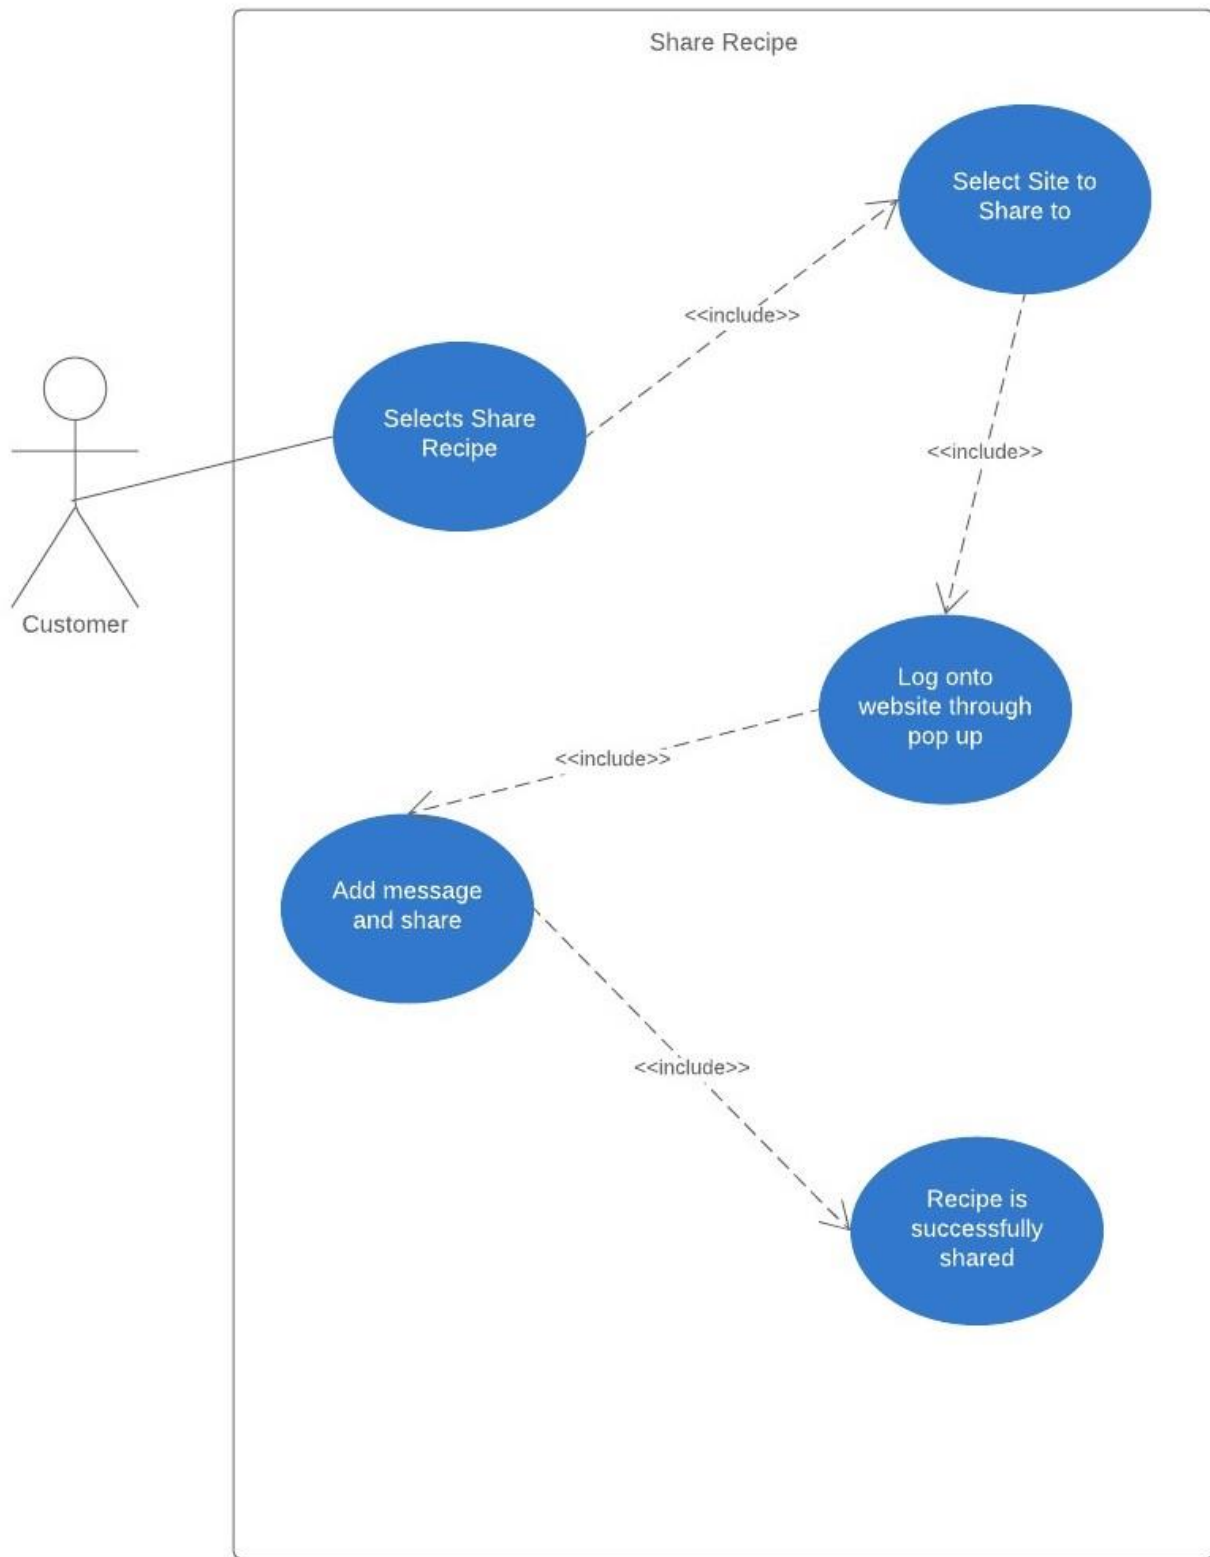 Share Recipe
Select Site to
Share to
<<include>>
Selects Share
Recipe
<<include>>
Customer
Log onto
website through
pop up
<<include>>
Add message
and share
<<include>>
Recipe is
successfully
shared